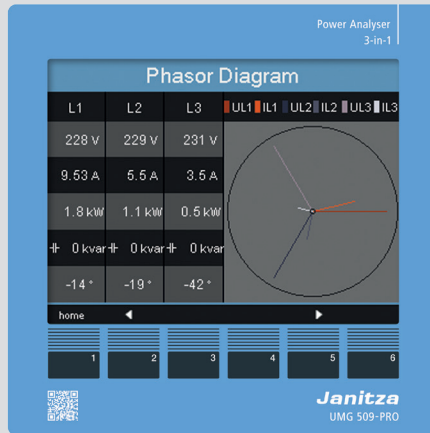 Power Analyser
3-in-1
Phasor Diagram
L1 L2 L3 UL1 IL1 UL2 IL2 UL3 IL3
228 V 229 V 231 V
9.53 A 5.5 A 3.5 A
1.8 kW 1.1 kW 0.5 kW
0 kvar 0 kvar 0 kvar
-14 ° -19 ° -42 °
home
1 2 3 4 5 6
Janitza
UMG 509-PRO